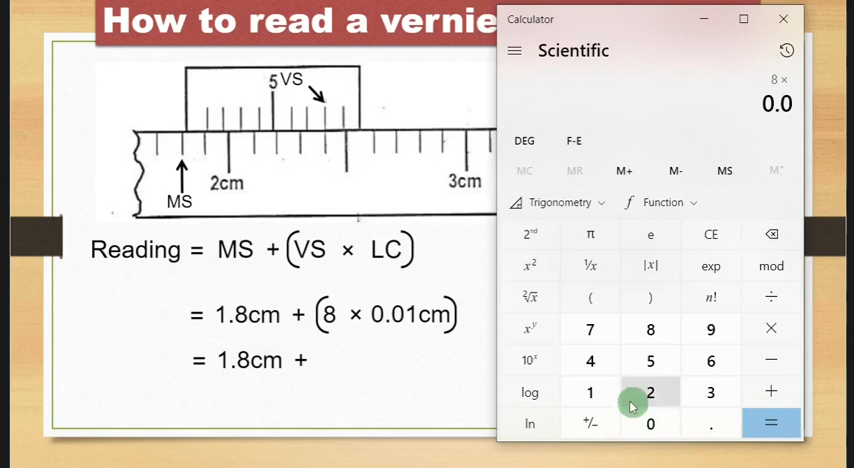 How to read a vernie
5 VS
2cm
3cm
MS
Reading = MS + (VS × LC)
= 1.8cm + (8 × 0.01cm)
= 1.8cm +
Calculator
Scientific
8 ×
0.0
DEG F-E
MC MR M+ M- MS M˅
Trigonometry f Function
2nd π e CE
x² ¹/x |x| exp mod
²√x ( ) n! ÷
xʸ 7 8 9 ×
10ˣ 4 5 6 −
log 1 2 3 +
ln +/− 0 . =